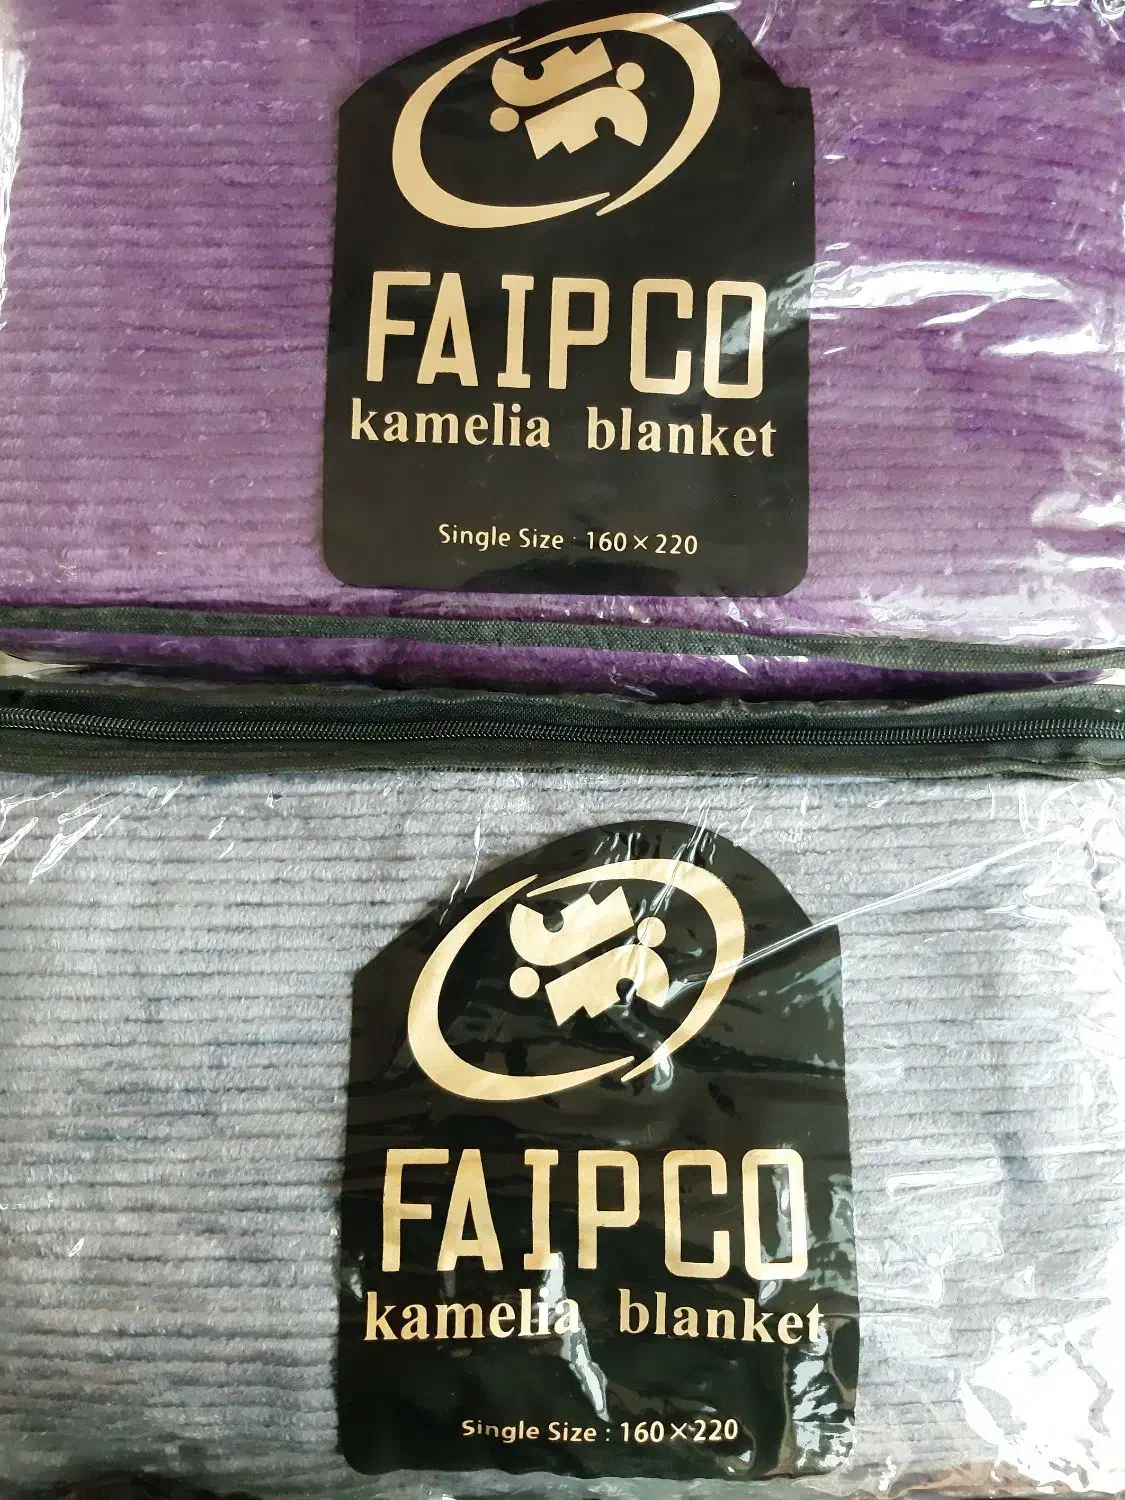 FAIPCO
kamelia blanket
Single Size : 160×220
FAIPCO
kamelia blanket
Single Size : 160×220